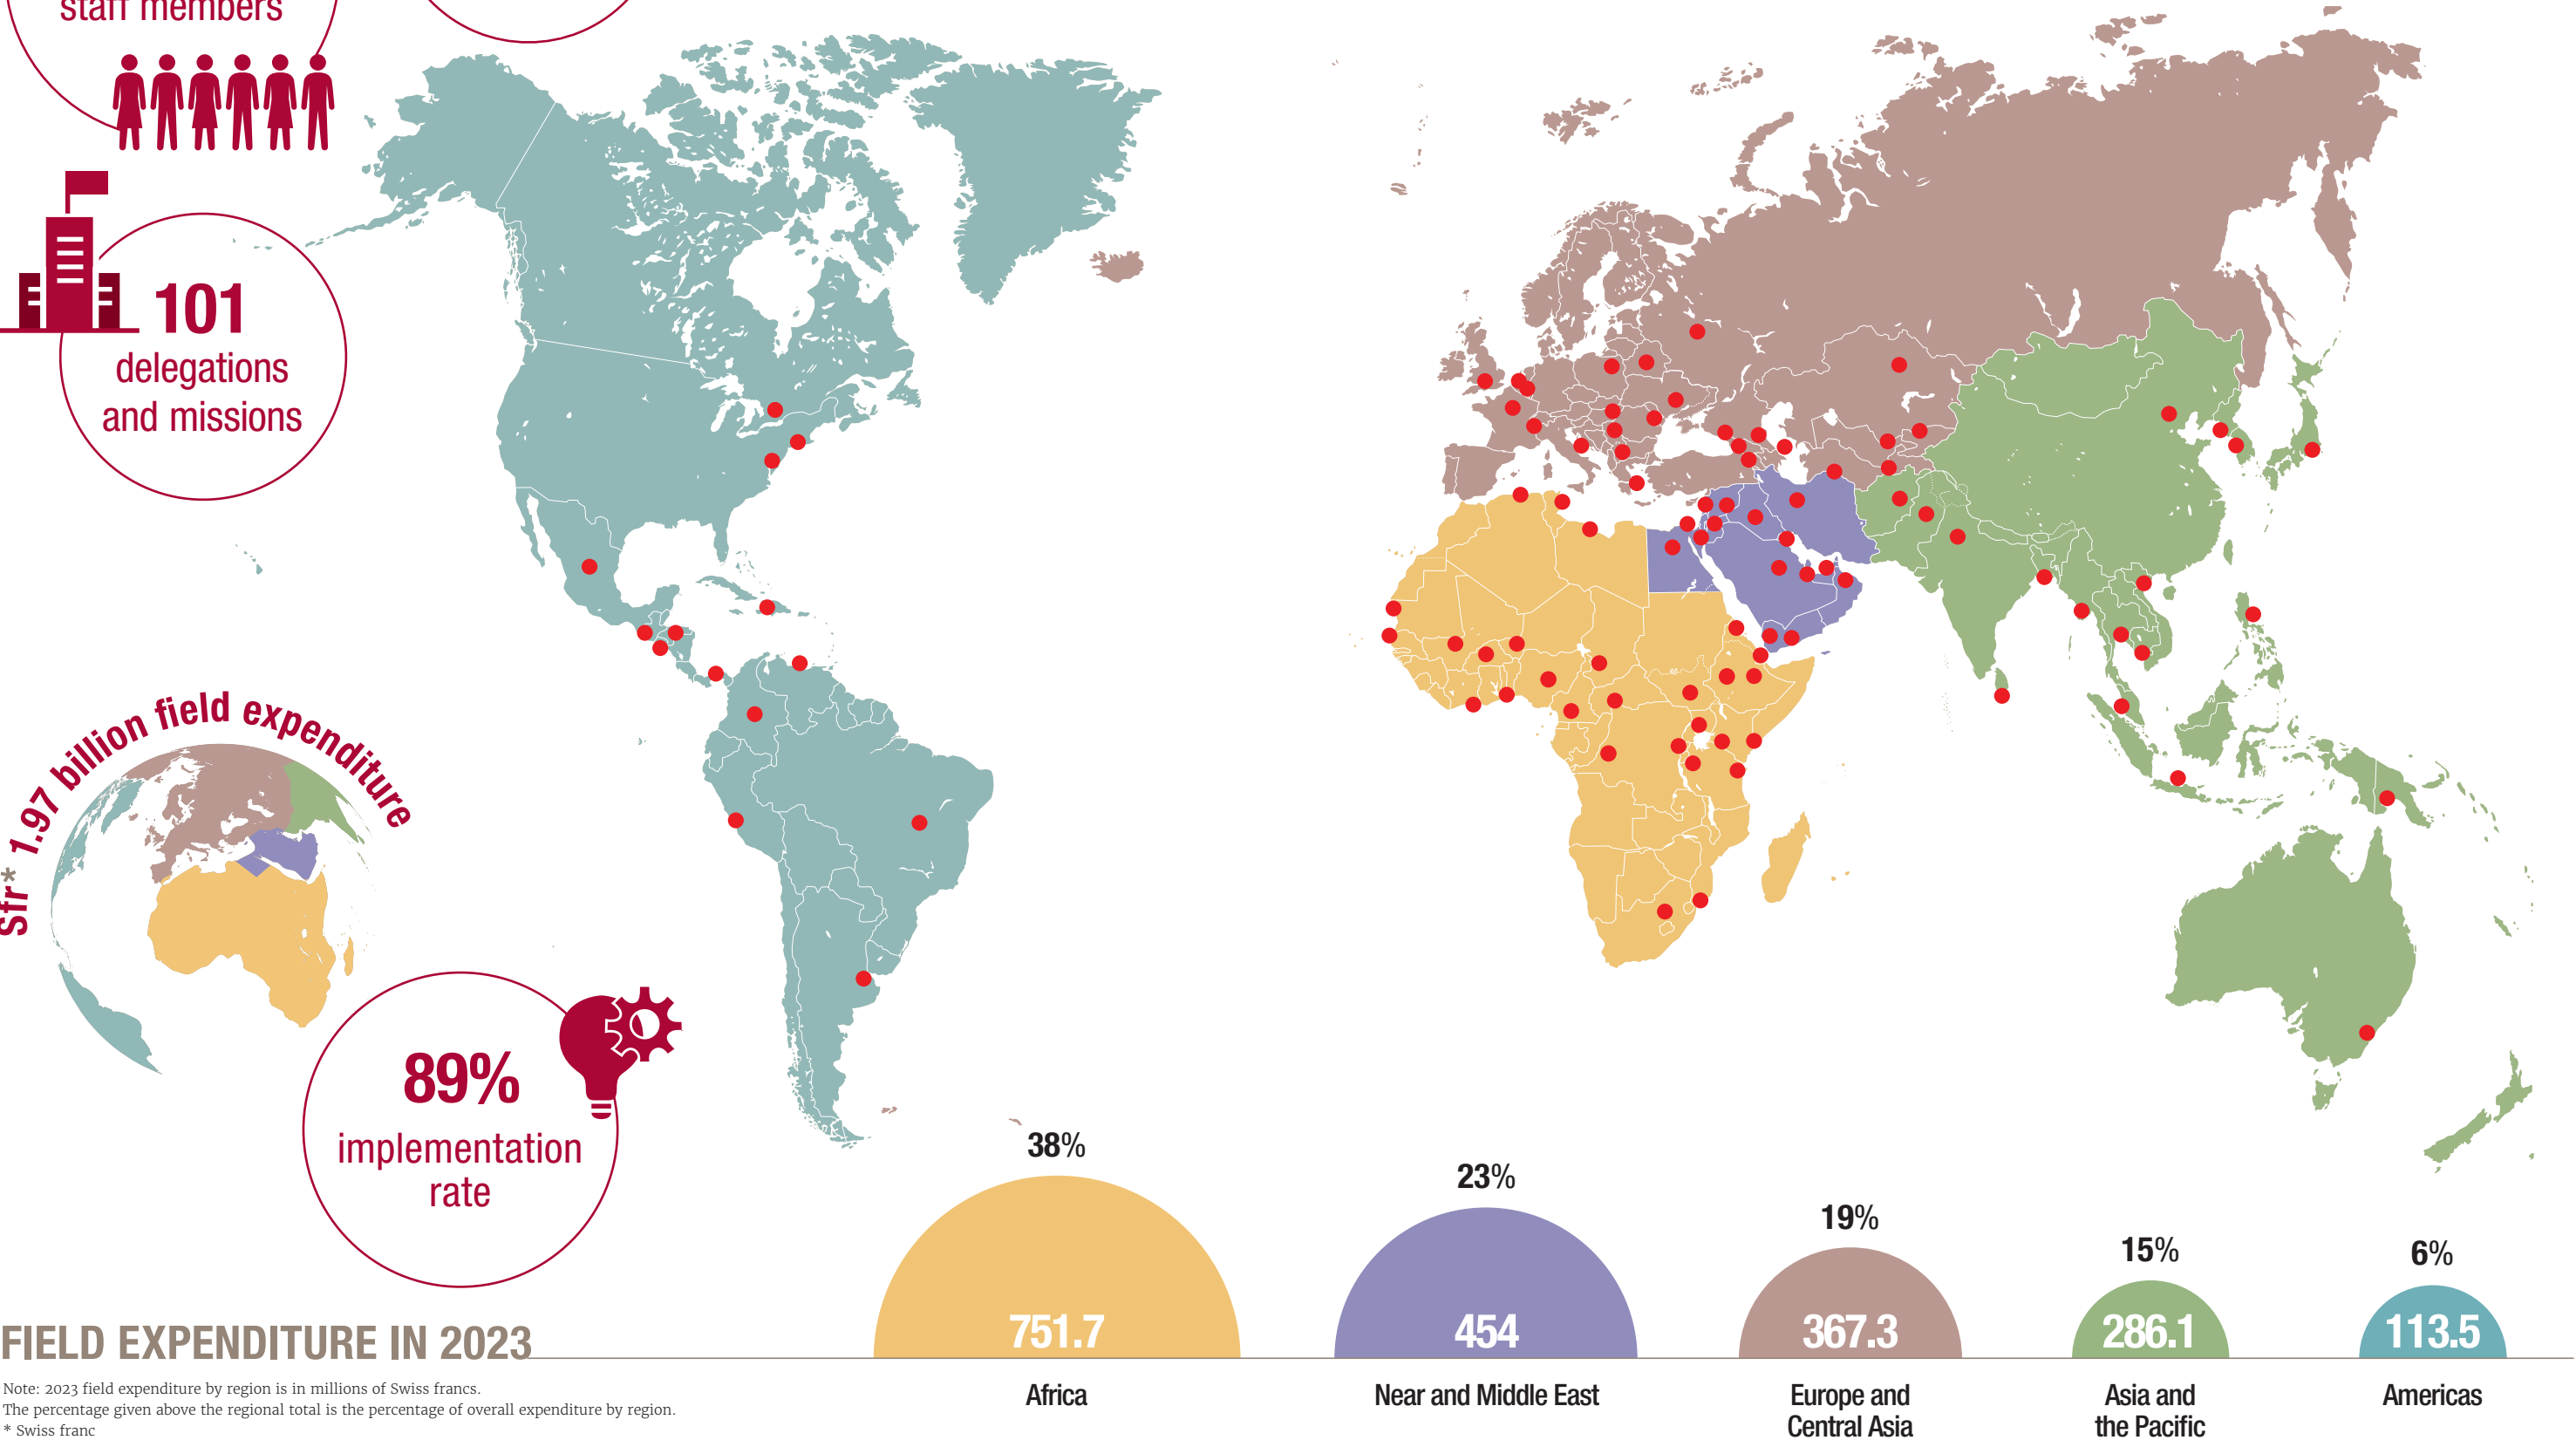 staff members
101
delegations
and missions
sfr* 1.97 billion field expenditure
89%
implementation
rate
38%
23%
19%
15%
6%
751.7
454
367.3
286.1
113.5
FIELD EXPENDITURE IN 2023
Africa
Near and Middle East
Europe and
Central Asia
Asia and
the Pacific
Americas
Note: 2023 field expenditure by region is in millions of Swiss francs.
The percentage given above the regional total is the percentage of overall expenditure by region.
* Swiss franc